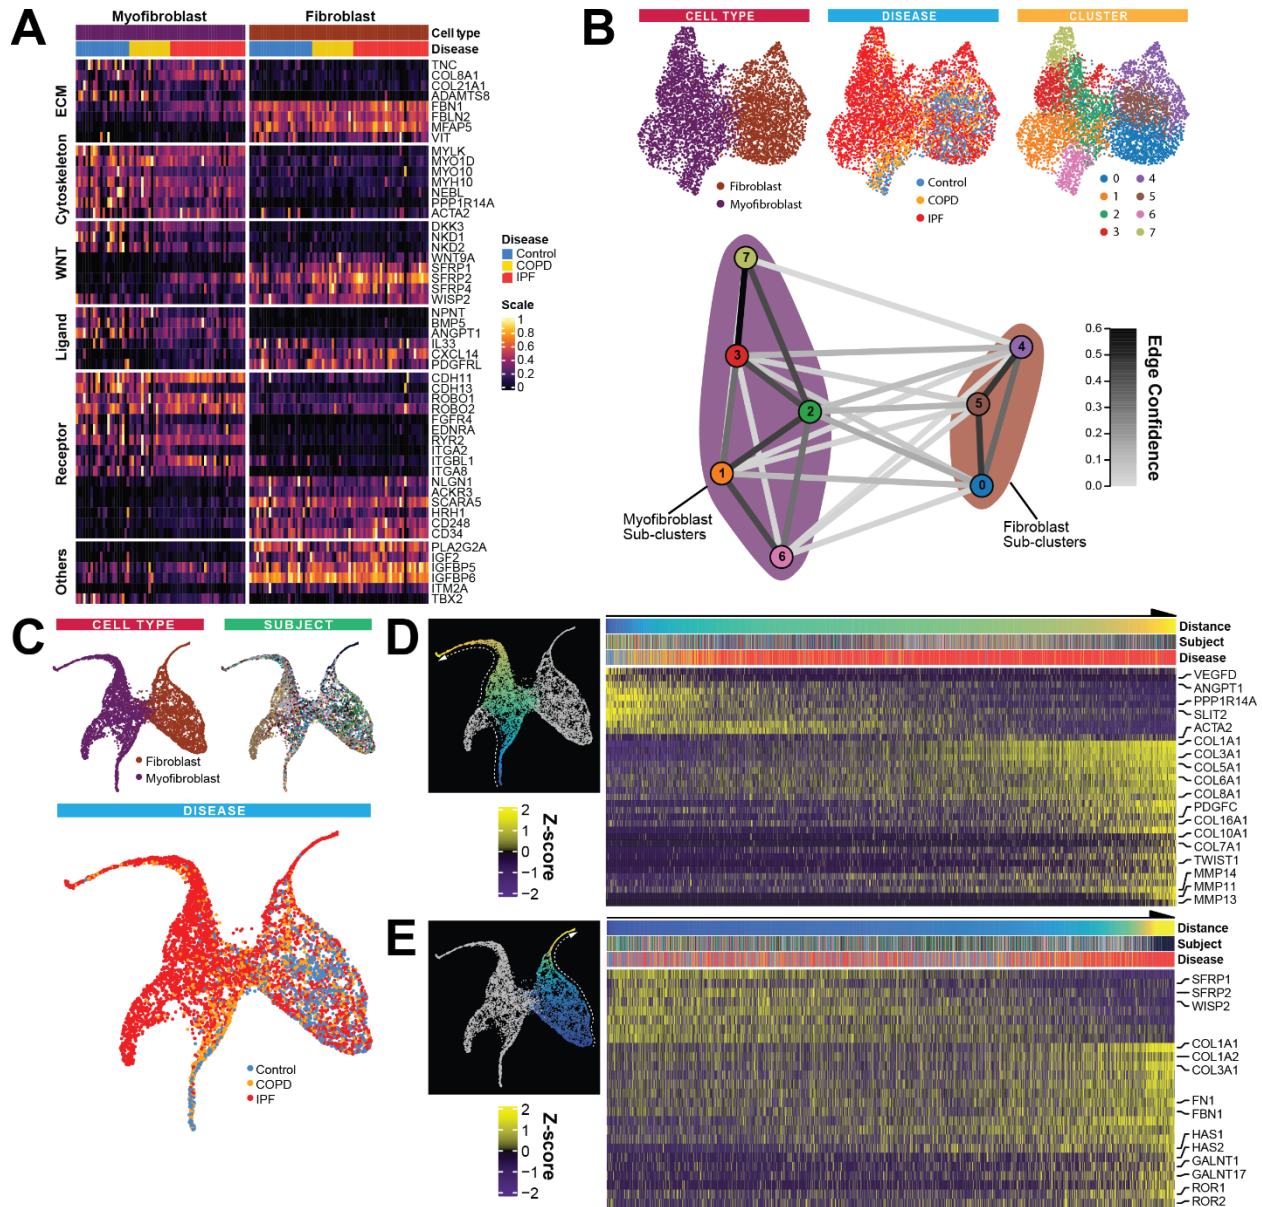 A
Myofibroblast
Fibroblast
Cell type
Disease
ECM
TNC
COL8A1
COL21A1
ADAMTS8
FBN1
FBLN2
MFAP5
VIT
Cytoskeleton
MYLK
MYO1D
MYO10
MYH10
NEBL
PPP1R14A
ACTA2
WNT
DKK3
NKD1
NKD2
WNT9A
SFRP1
SFRP2
SFRP4
WISP2
Ligand
NPNT
BMP5
ANGPT1
IL33
CXCL14
PDGFRL
Receptor
CDH11
CDH13
ROBO1
ROBO2
FGFR4
EDNRA
RYR2
ITGA2
ITGBL1
ITGA8
NLGN1
ACKR3
SCARA5
HRH1
CD248
CD34
Others
PLA2G2A
IGF2
IGFBP5
IGFBP6
ITM2A
TBX2
Disease
Control
COPD
IPF
Scale
1
0.8
0.6
0.4
0.2
0
B
CELL TYPE
DISEASE
CLUSTER
Fibroblast
Myofibroblast
Control
COPD
IPF
0
1
2
3
4
5
6
7
7
3
2
1
6
4
5
0
Myofibroblast
Sub-clusters
Fibroblast
Sub-clusters
0.6
0.5
0.4
0.3
0.2
0.1
0.0
Edge Confidence
C
CELL TYPE
SUBJECT
Fibroblast
Myofibroblast
DISEASE
Control
COPD
IPF
D
2
1
0
−1
−2
Z-score
Distance
Subject
Disease
VEGFD
ANGPT1
PPP1R14A
SLIT2
ACTA2
COL1A1
COL3A1
COL5A1
COL6A1
COL8A1
PDGFC
COL16A1
COL10A1
COL7A1
TWIST1
MMP14
MMP11
MMP13
E
2
1
0
−1
−2
Z-score
Distance
Subject
Disease
SFRP1
SFRP2
WISP2
COL1A1
COL1A2
COL3A1
FN1
FBN1
HAS1
HAS2
GALNT1
GALNT17
ROR1
ROR2